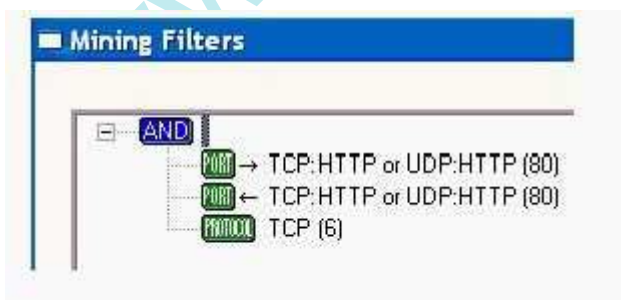 Mining Filters
AND
PORT → TCP:HTTP or UDP:HTTP (80)
PORT ← TCP:HTTP or UDP:HTTP (80)
PROTOCOL TCP (6)